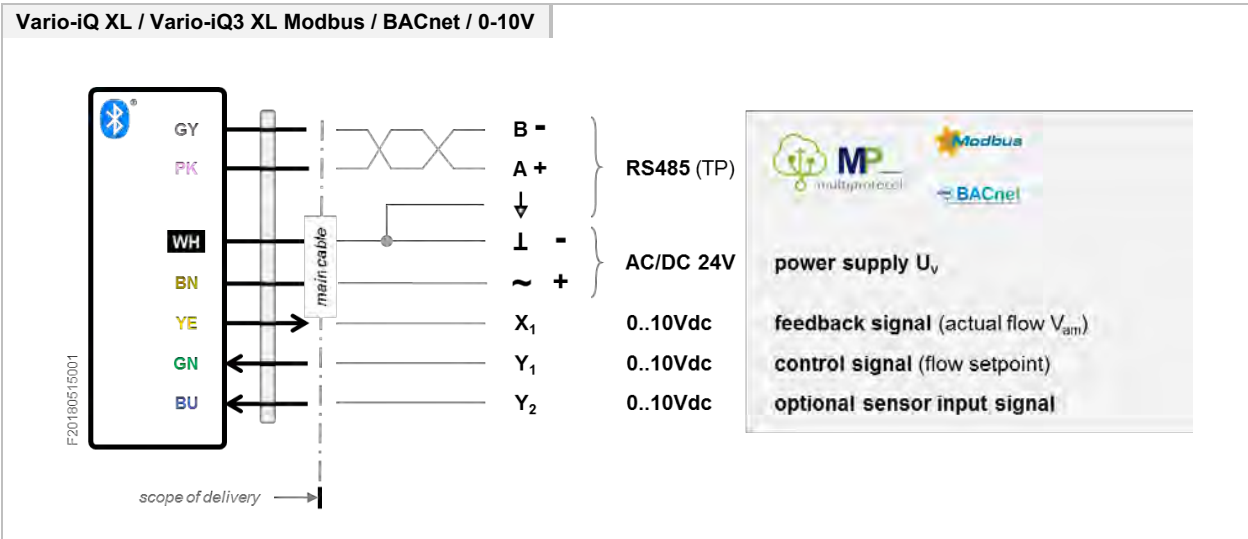 Vario-iQ XL / Vario-iQ3 XL Modbus / BACnet / 0-10V
®
GY B - Modbus
PK A + RS485 (TP) MP multiprotocol BACnet
WH ⊥ -
BN ~ + AC/DC 24V power supply Uv
main cable
YE X1 0..10Vdc feedback signal (actual flow Vam)
GN Y1 0..10Vdc control signal (flow setpoint)
BU Y2 0..10Vdc optional sensor input signal
F20180515001
scope of delivery